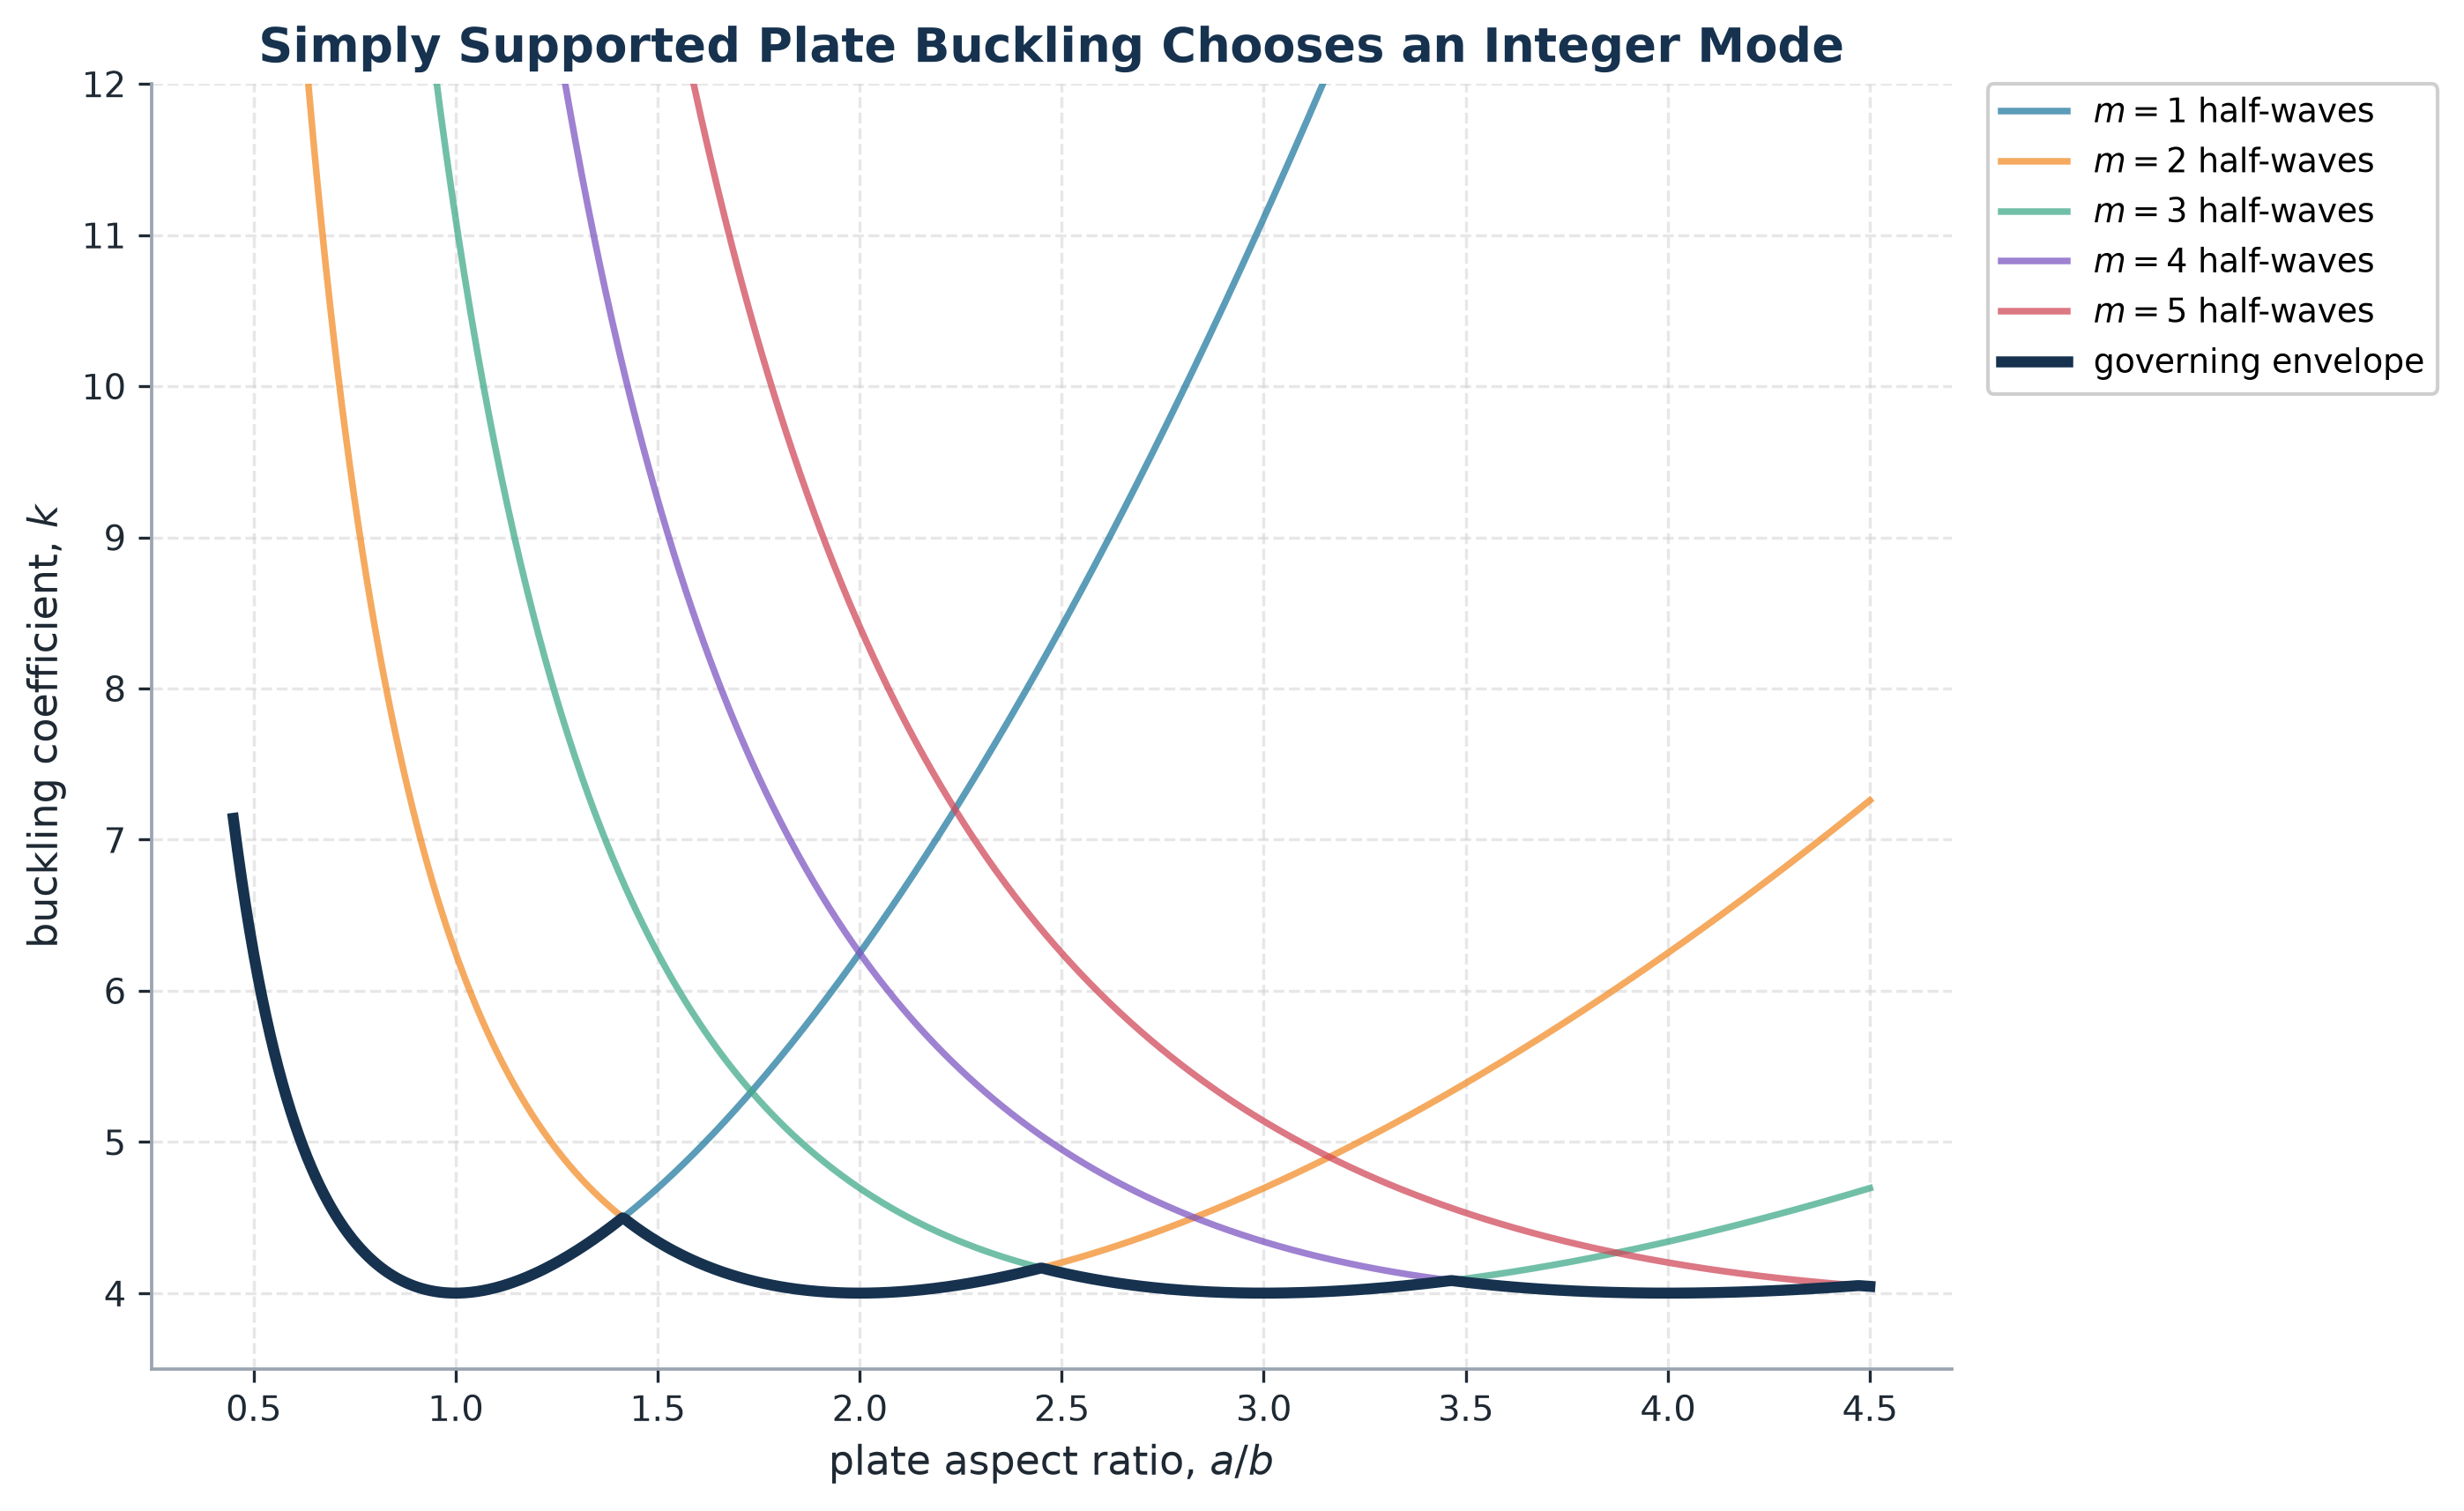 Simply Supported Plate Buckling Chooses an Integer Mode
12
11
10
9
8
7
6
5
4
buckling coefficient, k
0.5 1.0 1.5 2.0 2.5 3.0 3.5 4.0 4.5
plate aspect ratio, a/b
m = 1 half-waves
m = 2 half-waves
m = 3 half-waves
m = 4 half-waves
m = 5 half-waves
governing envelope